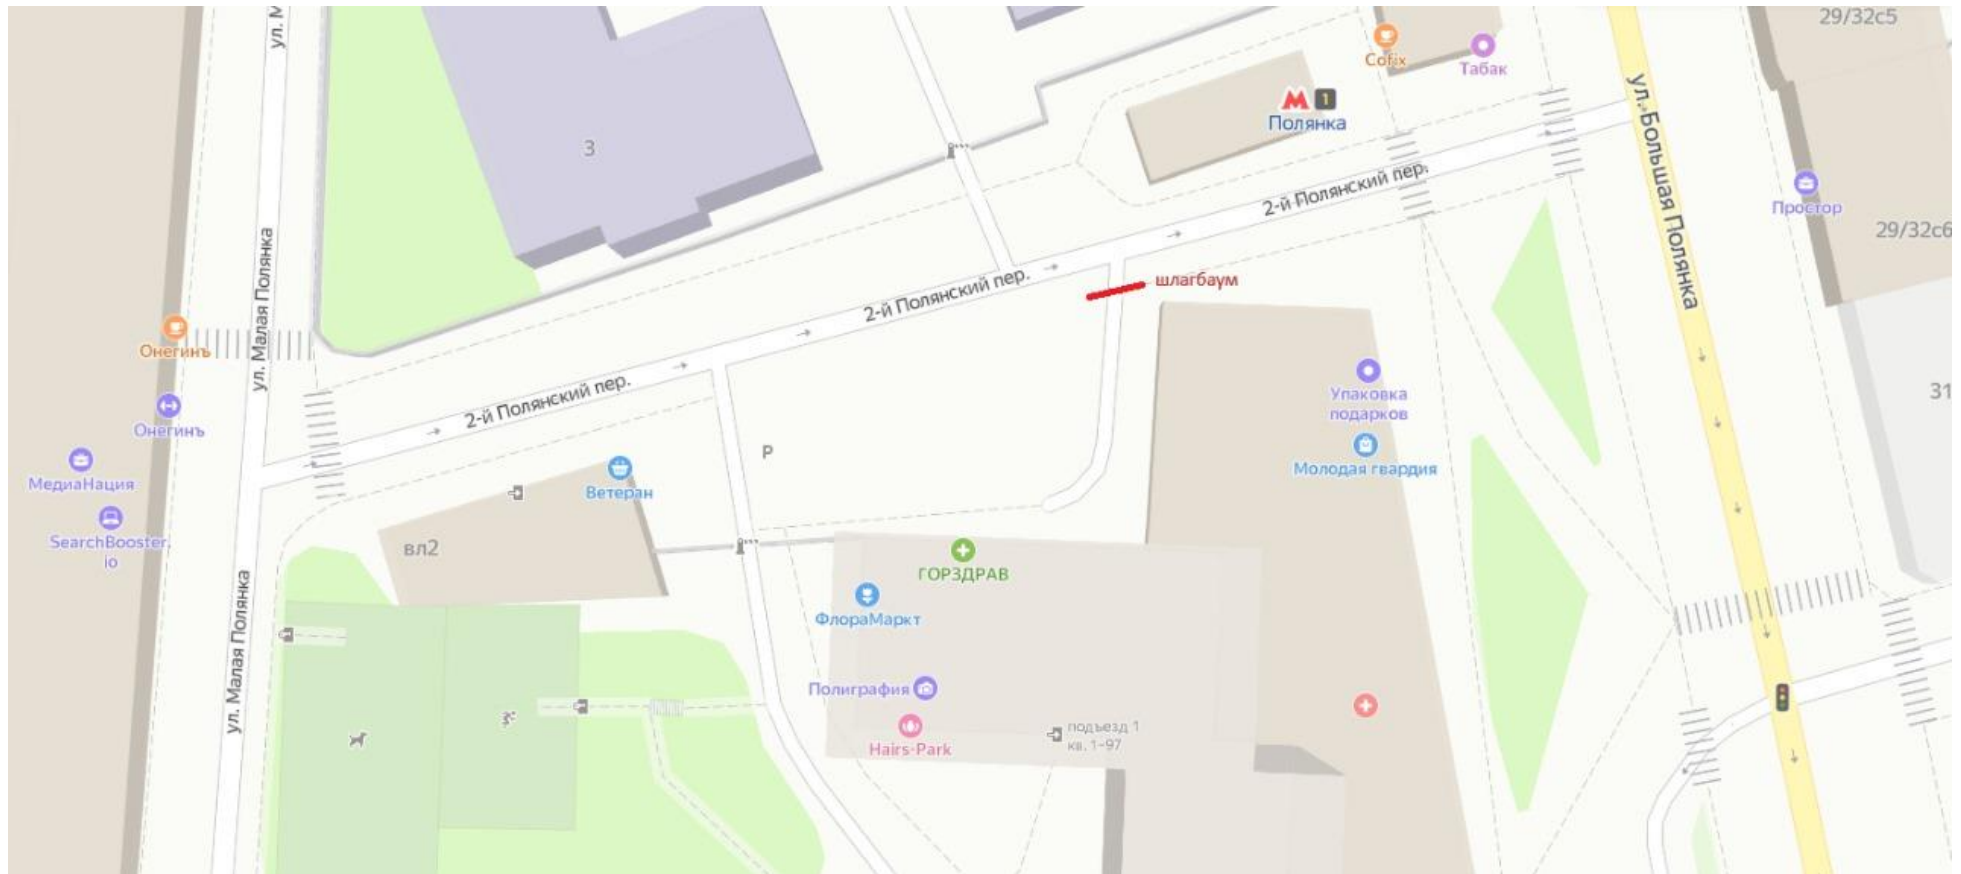 29/32с5
ул. М
Cofix
Табак
1
Полянка
ул. Большая Полянка
3
2-й Полянский пер.
Простор
29/32с6
ул. Малая Полянка
2-й Полянский пер.
шлагбаум
Онегинъ
2-й Полянский пер.
Упаковка
подарков
31
Онегинъ
P
МедиаНация
Ветеран
Молодая гвардия
SearchBooster.
io
вл2
ГОРЗДРАВ
ФлораМаркт
ул. Малая Полянка
Полиграфия
подъезд 1
кв. 1-97
Hairs-Park